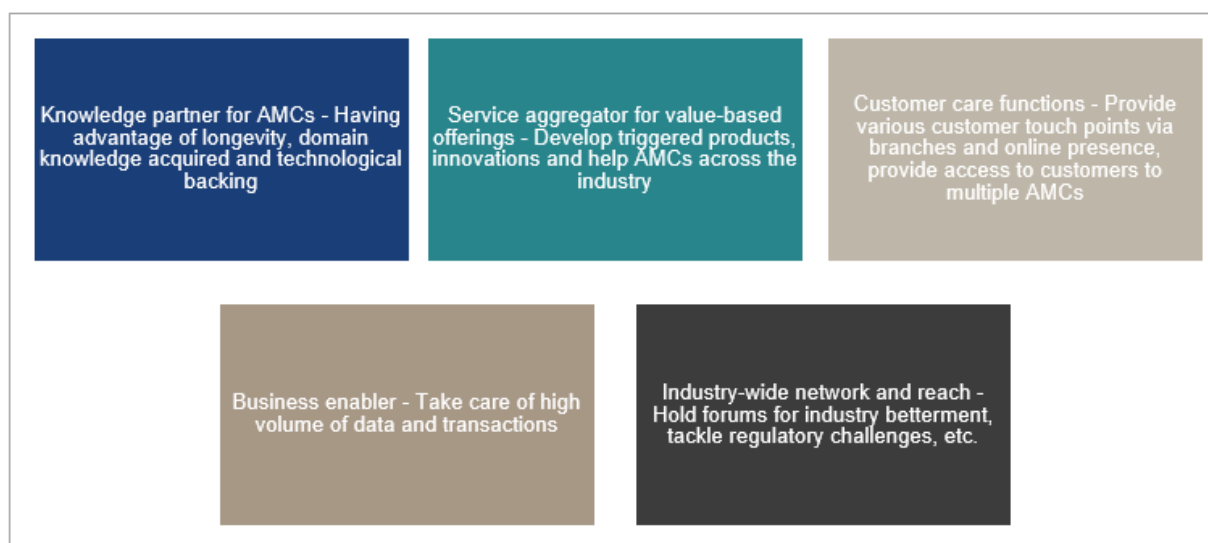 Knowledge partner for AMCs - Having
advantage of longevity, domain
knowledge acquired and technological
backing
Service aggregator for value-based
offerings - Develop triggered products,
innovations and help AMCs across the
industry
Customer care functions - Provide
various customer touch points via
branches and online presence,
provide access to customers to
multiple AMCs
Business enabler - Take care of high
volume of data and transactions
Industry-wide network and reach -
Hold forums for industry betterment,
tackle regulatory challenges, etc.